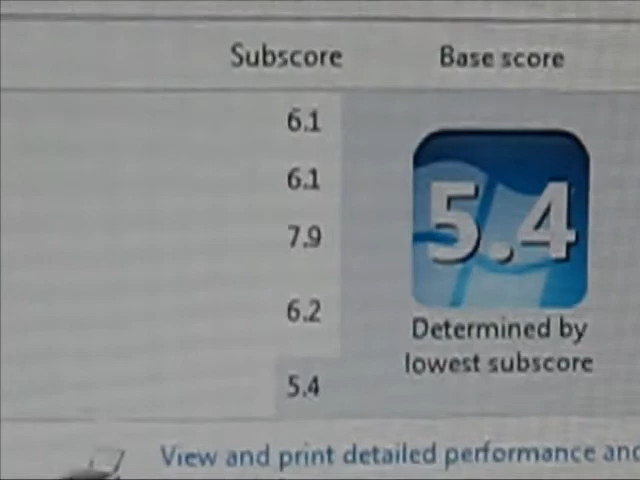 Subscore Base score
6.1
6.1
7.9
5.4
6.2
Determined by
lowest subscore
5.4
View and print detailed performance and